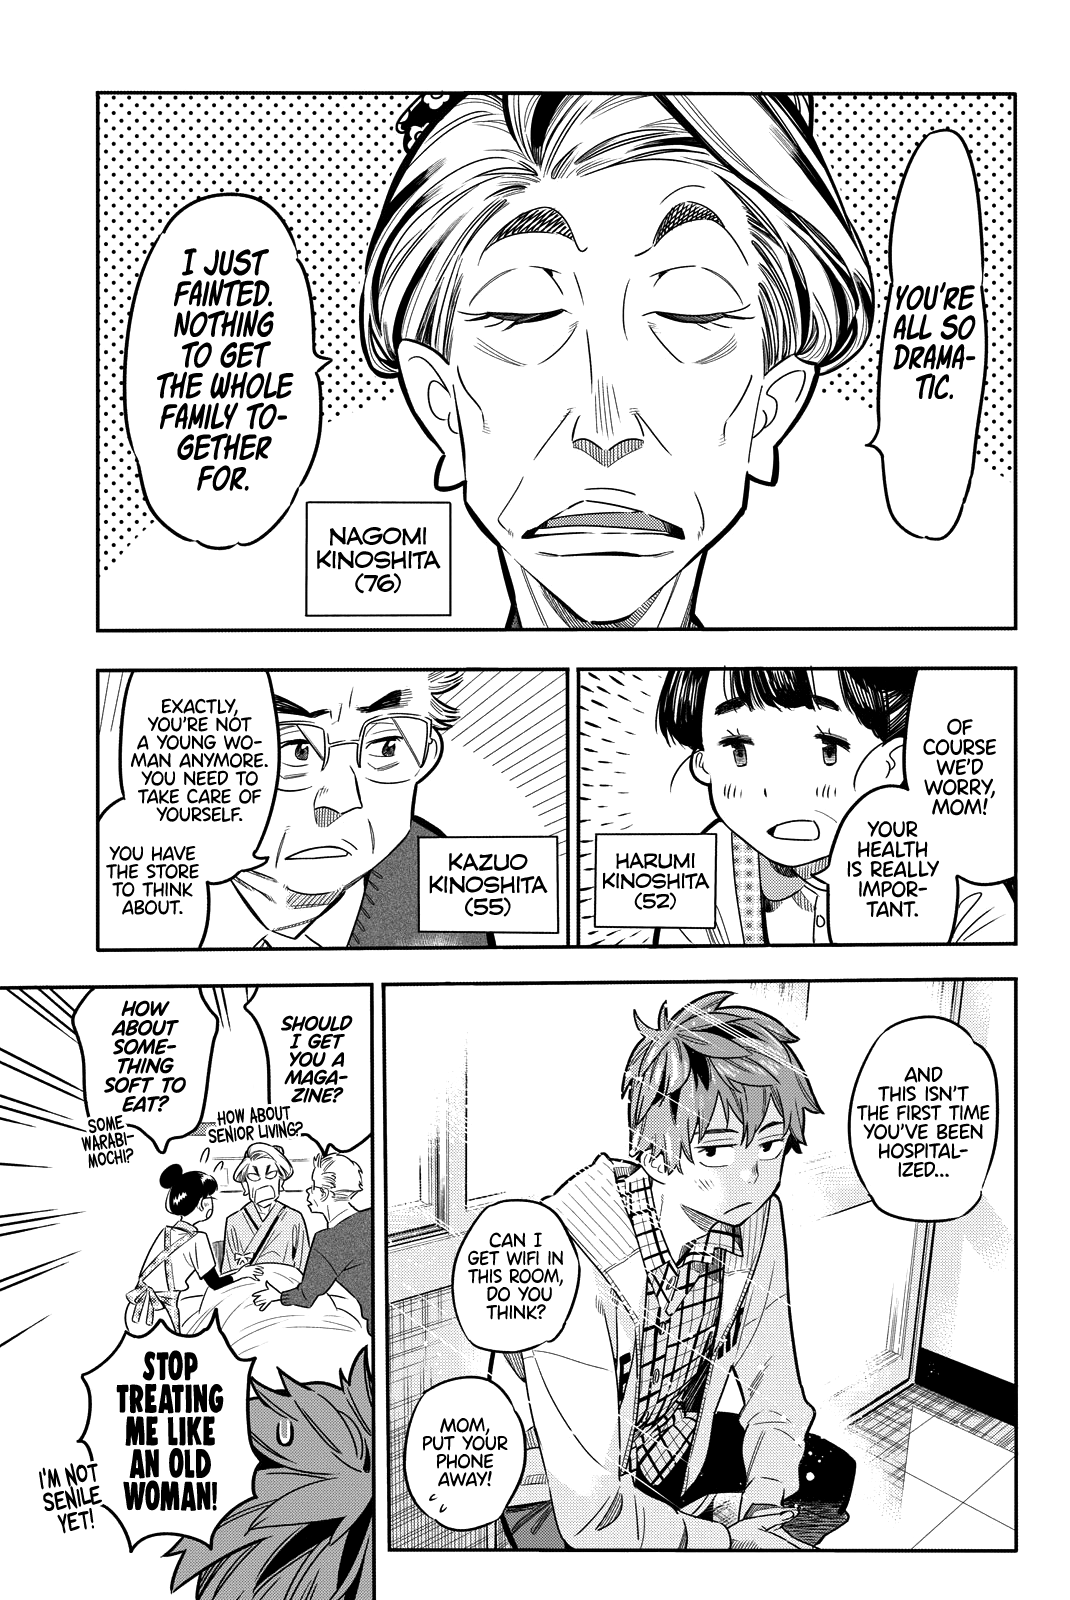 YOU'RE
ALL SO
DRAMA-
TIC.
I JUST
FAINTED.
NOTHING
TO GET
THE WHOLE
FAMILY TO-
GETHER
FOR.
NAGOMI
KINOSHITA
(76)
OF
COURSE
WE'D
WORRY,
MOM!
YOUR
HEALTH
IS REALLY
IMPOR-
TANT.
HARUMI
KINOSHITA
(52)
EXACTLY,
YOU'RE NOT
A YOUNG WO-
MAN ANYMORE.
YOU NEED TO
TAKE CARE OF
YOURSELF.
YOU HAVE
THE STORE
TO THINK
ABOUT.
KAZUO
KINOSHITA
(55)
AND
THIS ISN'T
THE FIRST TIME
YOU'VE BEEN
HOSPITAL-
IZED...
CAN I
GET WIFI IN
THIS ROOM,
DO YOU
THINK?
MOM,
PUT YOUR
PHONE
AWAY!
SHOULD
I GET
YOU A
MAGA-
ZINE?
HOW ABOUT
SENIOR LIVING?
HOW
ABOUT
SOME-
THING
SOFT TO
EAT?
SOME
WARABI-
MOCHI?
STOP
TREATING
ME LIKE
AN OLD
WOMAN!
I'M NOT
SENILE
YET!